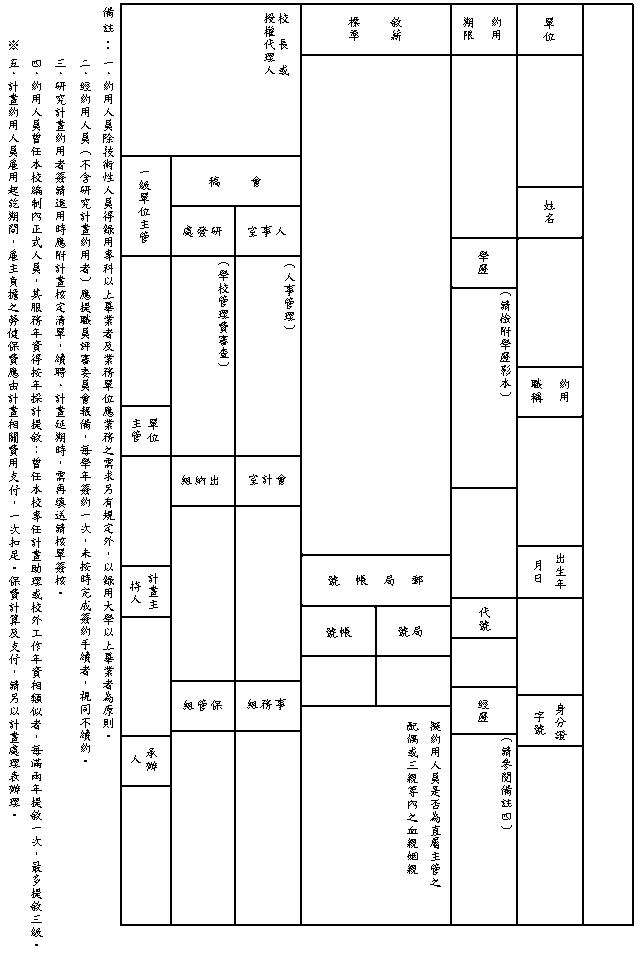 單位
姓名
約用
職稱
出生年
月日
身分證
字號
約用
期限
學歷
(請檢附學歷影本)
代號
經歷
(請參閱備註四)
敘薪
標準
郵局帳號
局號
帳號
擬約用人員是否為直屬主管之
配偶或三親等內之血親姻親
會稿
人事室
(人事管理)
會計室
事務組
研發處
(學校管理費審查)
出納組
保管組
校長或
授權代理人
一級單位主管
單位
主管
計畫主
持人
承辦
人
備註：一、約用人員除技術性人員得錄用專科以上畢業者及業務單位應業務之需求另有規定外，以錄用大學以上畢業者為原則。
二、經約用人員(不含研究計畫約用者)應提職員評審委員會報備，每學年簽約一次，未按時完成簽約手續者，視同不續約。
三、研究計畫約用者簽請進用時應附計畫核定清單，續聘、計畫延期時，需再填送請核單簽核。
四、約用人員曾任本校編制內正式人員，其服務年資得按年採計提敘；曾任本校專任計畫助理或校外工作年資相類似者，每滿兩年提敘一次，最多提敘三級。
※五、計畫約用人員雇用起訖期間，雇主負擔之勞健保費應由計畫相關費用支付，一次扣足。保費計算及支付，請另以計畫處理表辦理。